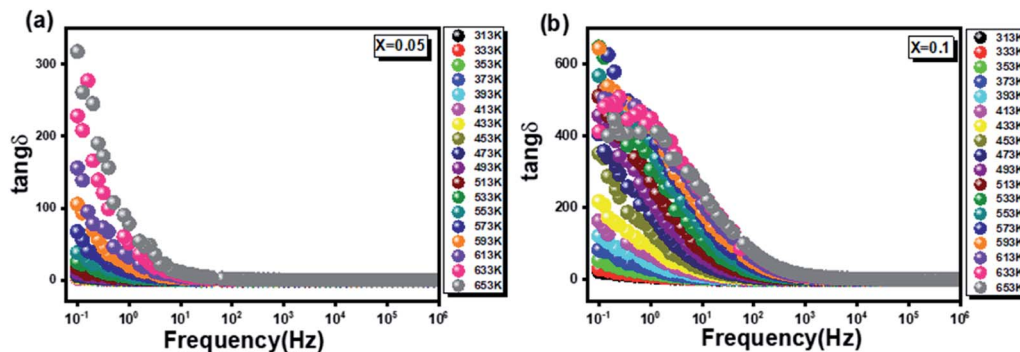 (a)
X=0.05
tangδ
300
200
100
0
10⁻¹ 10⁰ 10¹ 10² 10³ 10⁴ 10⁵ 10⁶
Frequency(Hz)
313K
333K
353K
373K
393K
413K
433K
453K
473K
493K
513K
533K
553K
573K
593K
613K
633K
653K
(b)
X=0.1
tangδ
600
400
200
0
10⁻¹ 10⁰ 10¹ 10² 10³ 10⁴ 10⁵ 10⁶
Frequency(Hz)
313K
333K
353K
373K
393K
413K
433K
453K
473K
493K
513K
533K
553K
573K
593K
613K
633K
653K